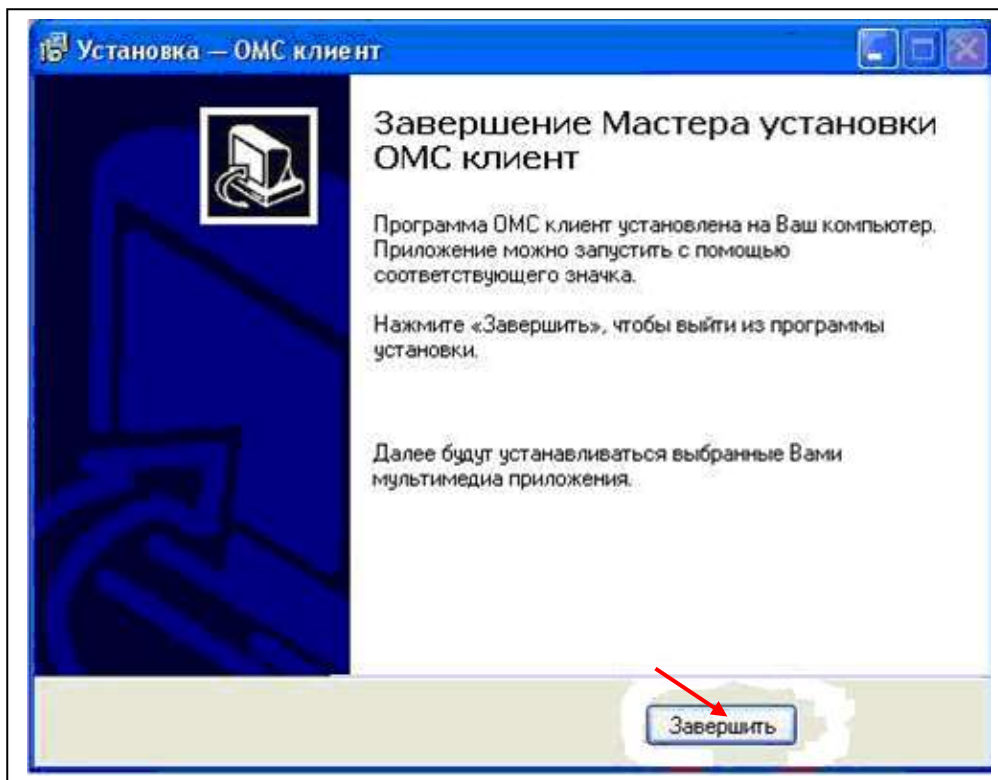 Установка — ОМС клиент
Завершение Мастера установки
ОМС клиент
Программа ОМС клиент установлена на Ваш компьютер.
Приложение можно запустить с помощью
соответствующего значка.
Нажмите «Завершить», чтобы выйти из программы
установки.
Далее будут устанавливаться выбранные Вами
мультимедиа приложения.
Завершить